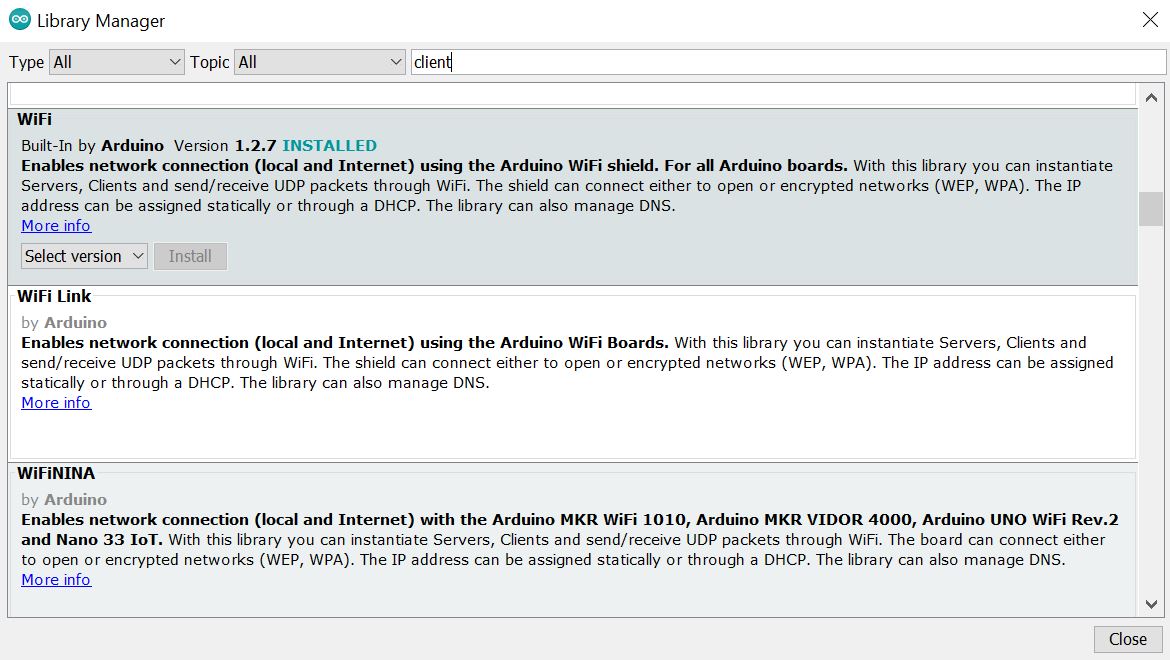 Library Manager
Type All Topic All client
WiFi
Built-In by Arduino Version 1.2.7 INSTALLED
Enables network connection (local and Internet) using the Arduino WiFi shield. For all Arduino boards. With this library you can instantiate
Servers, Clients and send/receive UDP packets through WiFi. The shield can connect either to open or encrypted networks (WEP, WPA). The IP
address can be assigned statically or through a DHCP. The library can also manage DNS.
More info
Select version Install
WiFi Link
by Arduino
Enables network connection (local and Internet) using the Arduino WiFi Boards. With this library you can instantiate Servers, Clients and
send/receive UDP packets through WiFi. The shield can connect either to open or encrypted networks (WEP, WPA). The IP address can be assigned
statically or through a DHCP. The library can also manage DNS.
More info
WiFiNINA
by Arduino
Enables network connection (local and Internet) with the Arduino MKR WiFi 1010, Arduino MKR VIDOR 4000, Arduino UNO WiFi Rev.2
and Nano 33 IoT. With this library you can instantiate Servers, Clients and send/receive UDP packets through WiFi. The board can connect either
to open or encrypted networks (WEP, WPA). The IP address can be assigned statically or through a DHCP. The library can also manage DNS.
More info
Close